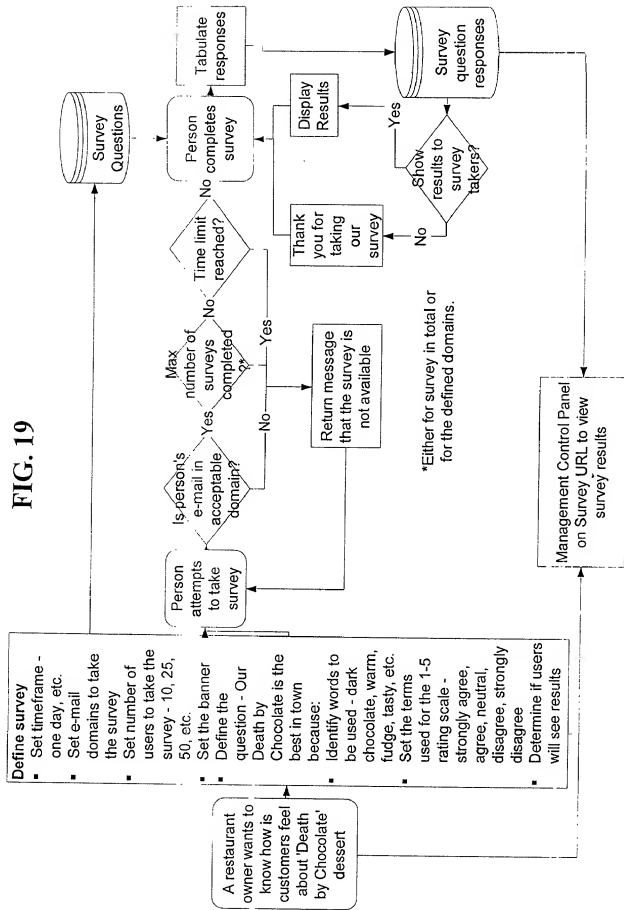 FIG. 19
A restaurant
owner wants to
know how is
customers feel
about 'Death
by Chocolate'
dessert
Define survey
▪ Set timeframe -
one day, etc.
▪ Set e-mail
domains to take
the survey
▪ Set number of
users to take the
survey - 10, 25,
50, etc.
▪ Set the banner
▪ Define the
question - Our
Death by
Chocolate is the
best in town
because:
▪ Identify words to
be used - dark
chocolate, warm,
fudge, tasty, etc.
▪ Set the terms
used for the 1-5
rating scale -
strongly agree,
agree, neutral,
disagree, strongly
disagree
▪ Determine if users
will see results
Person
attempts
to take
survey
Is person's
e-mail in
acceptable
domain?
Yes
No
Max
number of
surveys
completed
?*
No
Yes
Time limit
reached?
No
Return message
that the survey is
not available
Survey
Questions
Person
completes
survey
Tabulate
responses
Survey
question
responses
Show
results to
survey
takers?
Yes
No
Display
Results
Thank
you for
taking
our
survey
*Either for survey in total or
for the defined domains.
Management Control Panel
on Survey URL to view
survey results